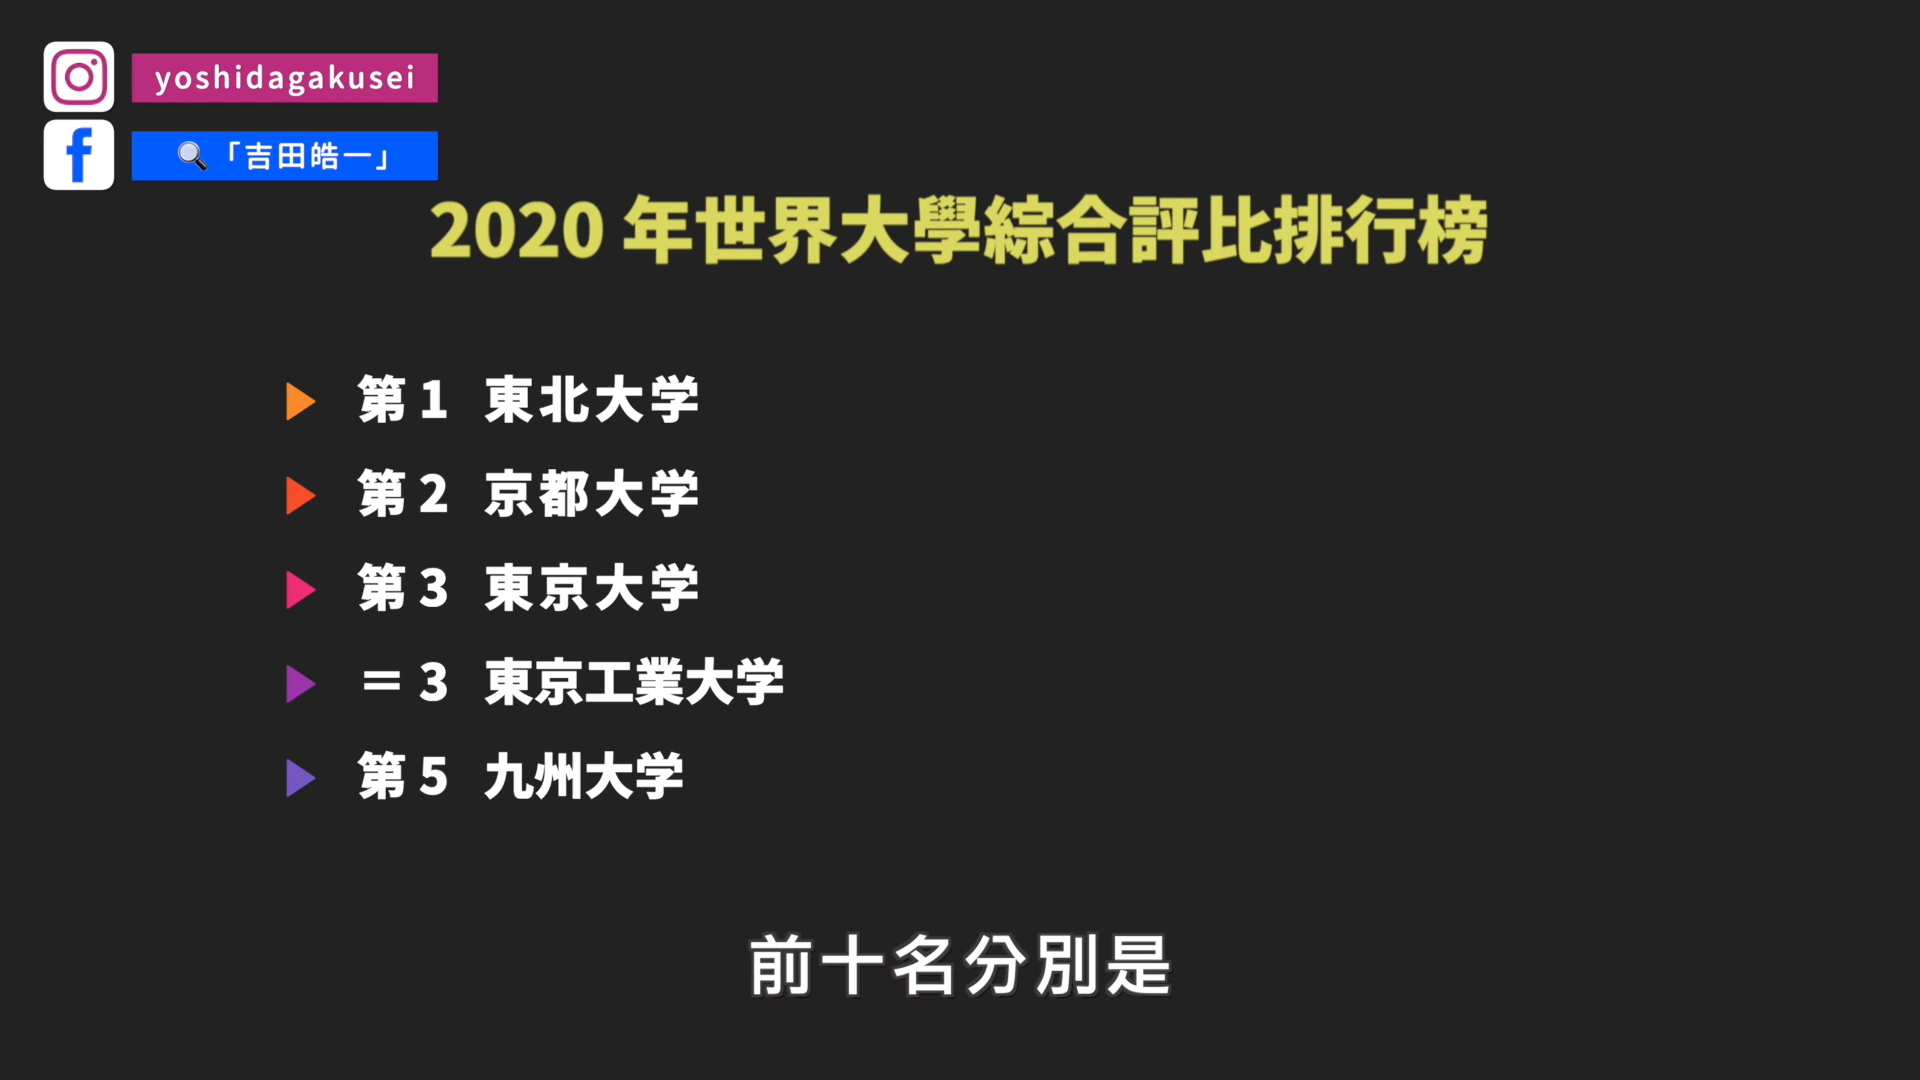 yoshidagakusei
「吉田皓一」
2020 年世界大學綜合評比排行榜
第 1 東北大学
第 2 京都大学
第 3 東京大学
＝ 3 東京工業大学
第 5 九州大学
前十名分別是